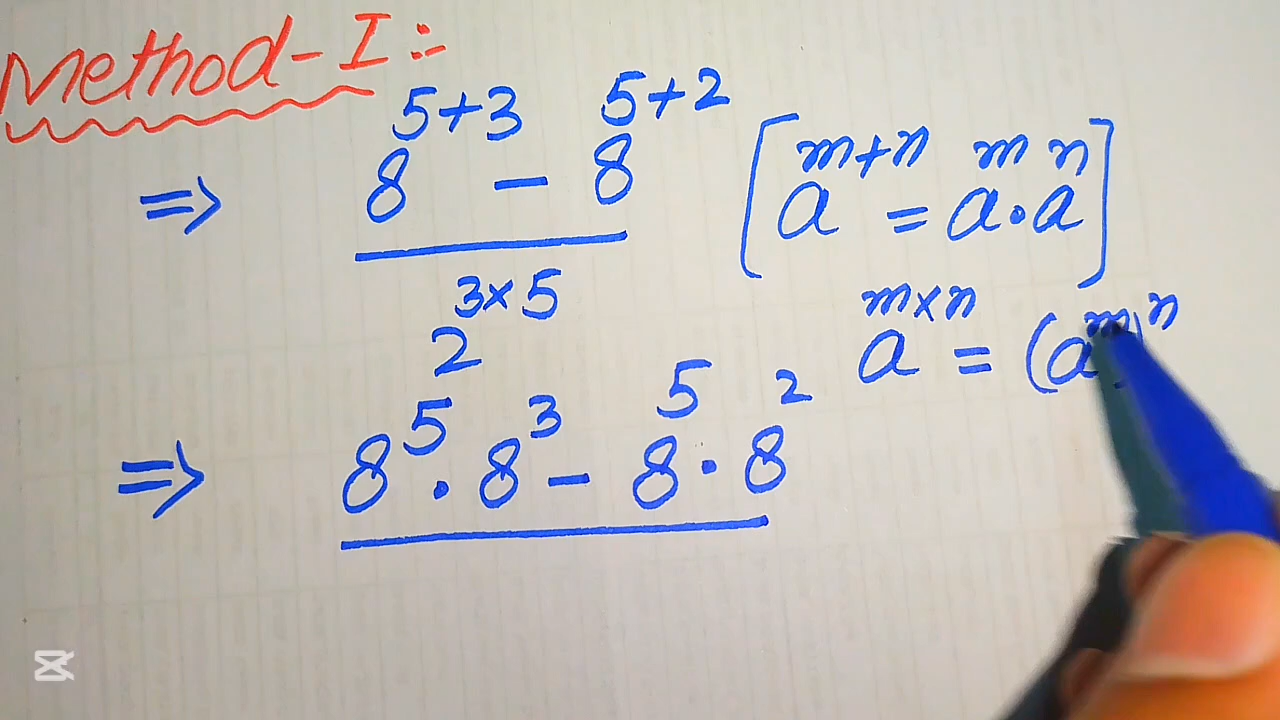 Method-I :-
⇒ 8^{5+3} - 8^{5+2} [a^{m+n} = a^m · a^n]
2^{3×5} a^{m×n} = (a^m)^n
⇒ 8^5 · 8^3 - 8^5 · 8^2